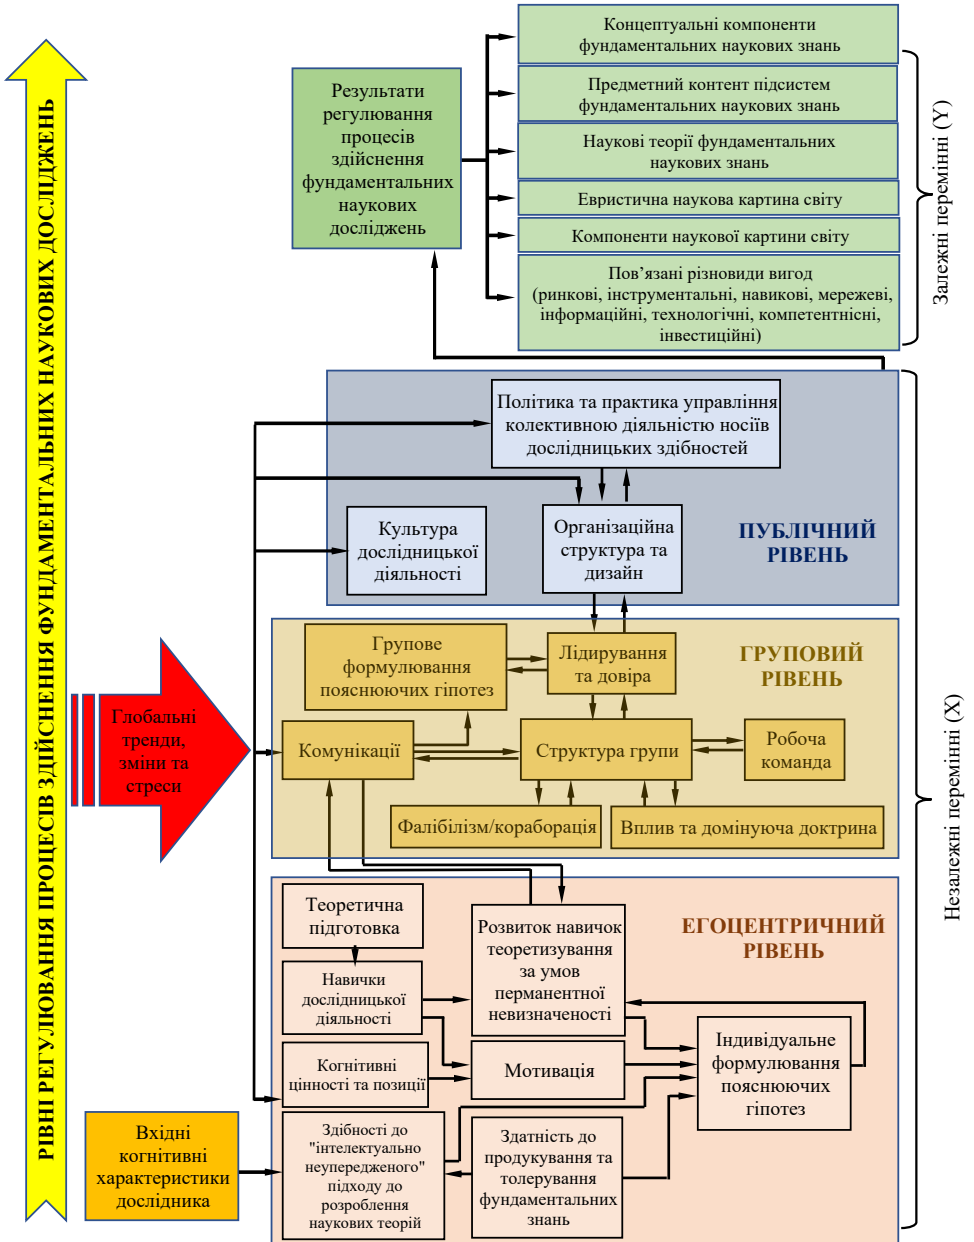 РІВНІ РЕГУЛЮВАННЯ ПРОЦЕСІВ ЗДІЙСНЕННЯ ФУНДАМЕНТАЛЬНИХ НАУКОВИХ ДОСЛІДЖЕНЬ
Результати
регулювання
процесів
здійснення
фундаментальних
наукових
досліджень
Концептуальні компоненти
фундаментальних наукових знань
Предметний контент підсистем
фундаментальних наукових знань
Наукові теорії фундаментальних
наукових знань
Евристична наукова картина світу
Компоненти наукової картини світу
Пов’язані різновиди вигод
(ринкові, інструментальні, навикові, мережеві,
інформаційні, технологічні, компетентнісні,
інвестиційні)
Залежні перемінні (Y)
Політика та практика управління
колективною діяльністю носіїв
дослідницьких здібностей
Культура
дослідницької
діяльності
Організаційна
структура та
дизайн
ПУБЛІЧНИЙ
РІВЕНЬ
Глобальні
тренди,
зміни та
стреси
Групове
формулювання
пояснюючих гіпотез
Лідирування
та довіра
ГРУПОВИЙ
РІВЕНЬ
Комунікації
Структура групи
Робоча
команда
Фалібілізм/кораборація
Вплив та домінуюча доктрина
Незалежні перемінні (X)
Теоретична
підготовка
Навички
дослідницької
діяльності
Розвиток навичок
теоретизування
за умов
перманентної
невизначеності
ЕГОЦЕНТРИЧНИЙ
РІВЕНЬ
Когнітивні
цінності та позиції
Мотивація
Індивідуальне
формулювання
пояснюючих
гіпотез
Вхідні
когнітивні
характеристики
дослідника
Здібності до
"інтелектуально
неупередженого"
підходу до
розроблення
наукових теорій
Здатність до
продукування та
толерування
фундаментальних
знань